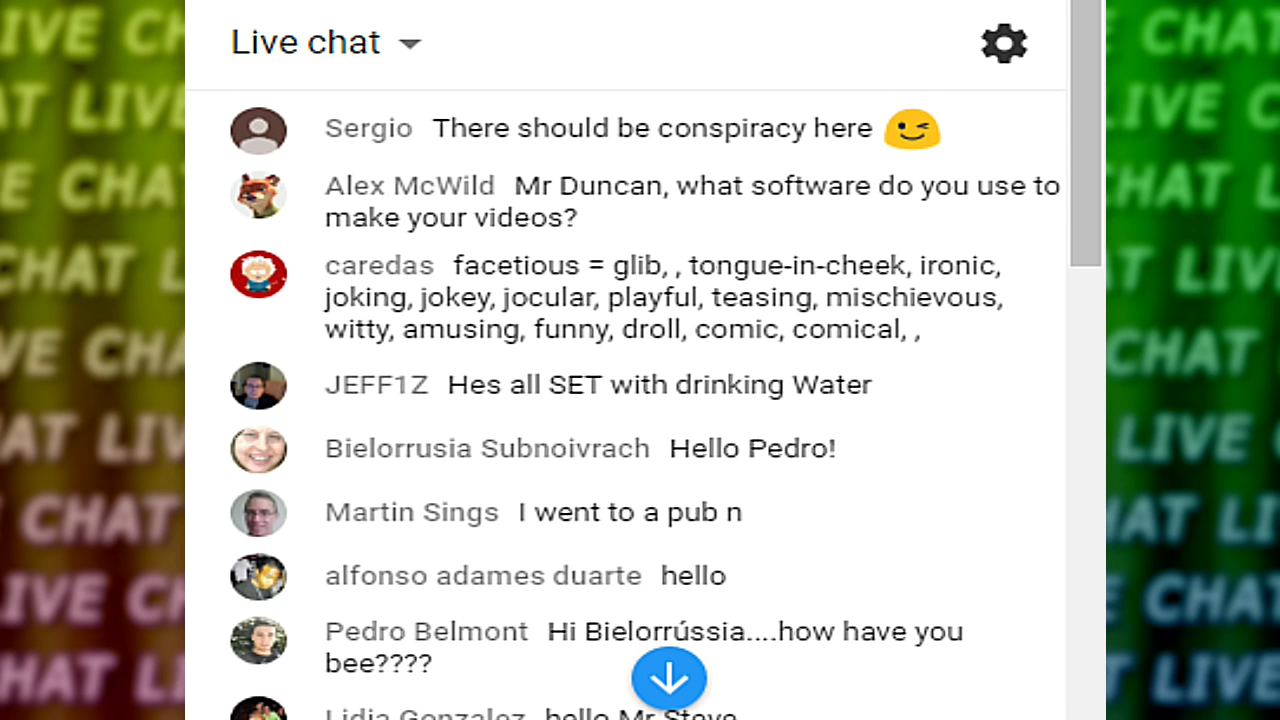 Live chat
Sergio There should be conspiracy here
Alex McWild Mr Duncan, what software do you use to
make your videos?
caredas facetious = glib, , tongue-in-cheek, ironic,
joking, jokey, jocular, playful, teasing, mischievous,
witty, amusing, funny, droll, comic, comical, ,
JEFF1Z Hes all SET with drinking Water
Bielorrusia Subnoivrach Hello Pedro!
Martin Sings I went to a pub n
alfonso adames duarte hello
Pedro Belmont Hi Bielorrússia....how have you
bee????
Lidia Gonzalez hello Mr Steve